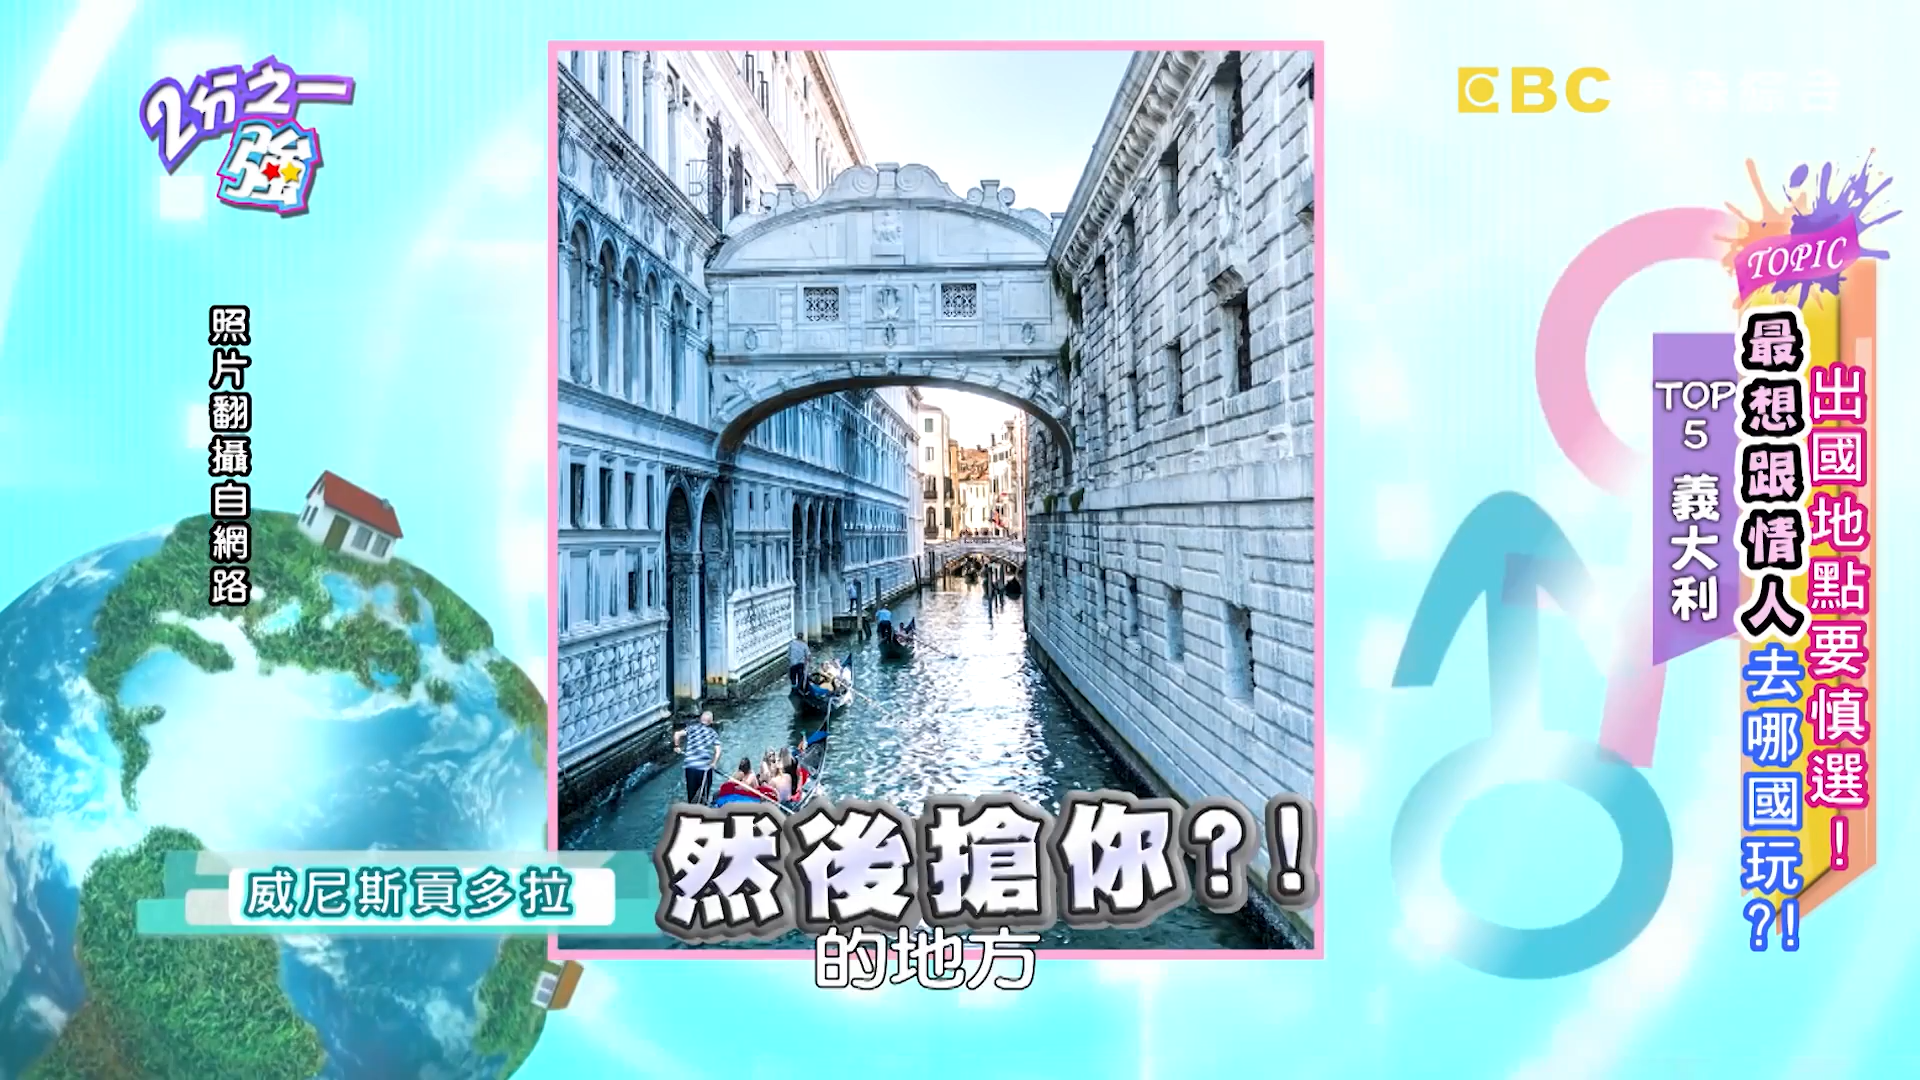 2分之一
強
EBC
照片翻攝自網路
TOPIC
出國地點要慎選！
最想跟情人去哪國玩?!
TOP 5 義大利
威尼斯貢多拉
然後搶你?!
的地方